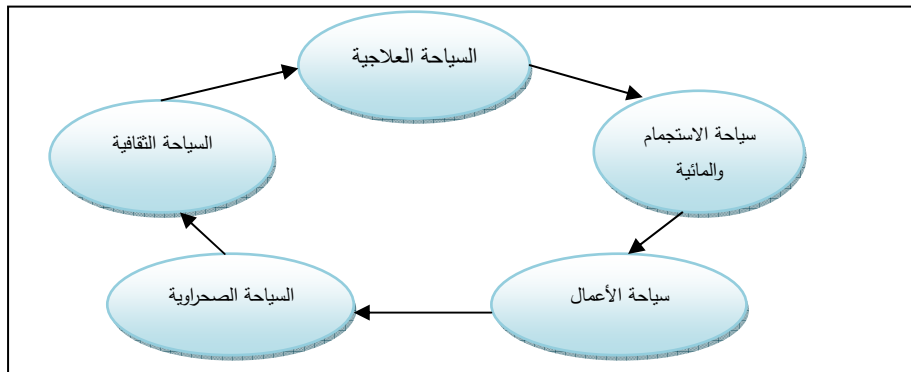 السياحة العلاجية
سياحة الاستجمام
والمائية
سياحة الأعمال
السياحة الصحراوية
السياحة الثقافية